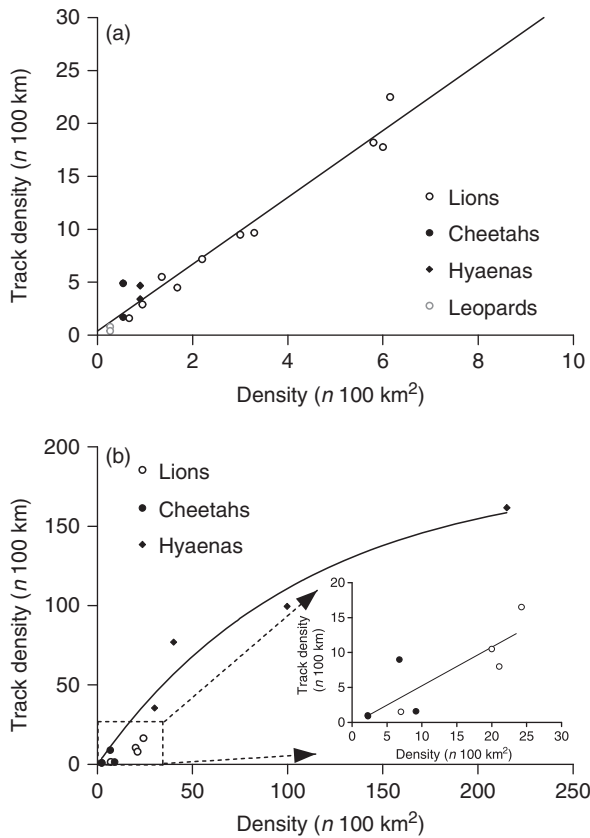 (a)
30
25
20
15
10
5
0
Track density (n 100 km)
Lions
Cheetahs
Hyaenas
Leopards
0 2 4 6 8 10
Density (n 100 km²)
(b)
200
150
100
50
0
Track density (n 100 km)
Lions
Cheetahs
Hyaenas
20
15
10
5
0
Track density
(n 100 km)
0 5 10 15 20 25 30
Density (n 100 km²)
0 50 100 150 200 250
Density (n 100 km²)